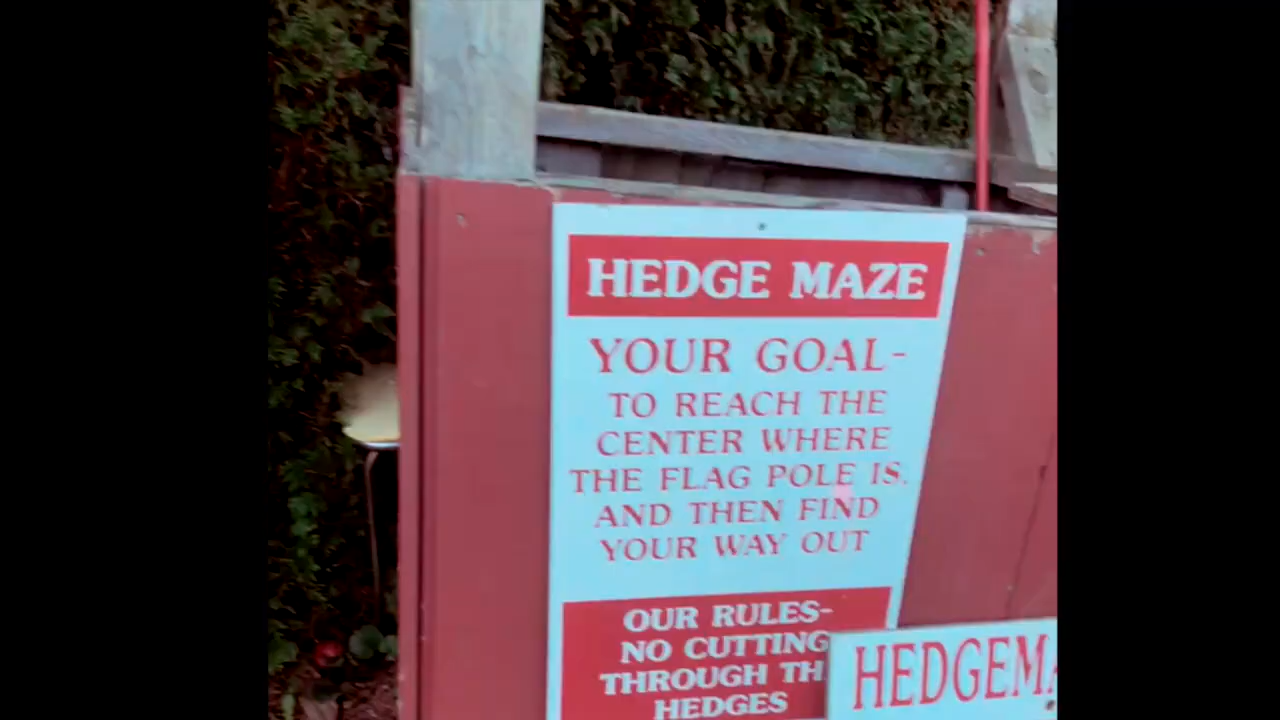 HEDGE MAZE
YOUR GOAL-
TO REACH THE
CENTER WHERE
THE FLAG POLE IS.
AND THEN FIND
YOUR WAY OUT
OUR RULES-
NO CUTTING
THROUGH TH
HEDGES
HEDGEMA